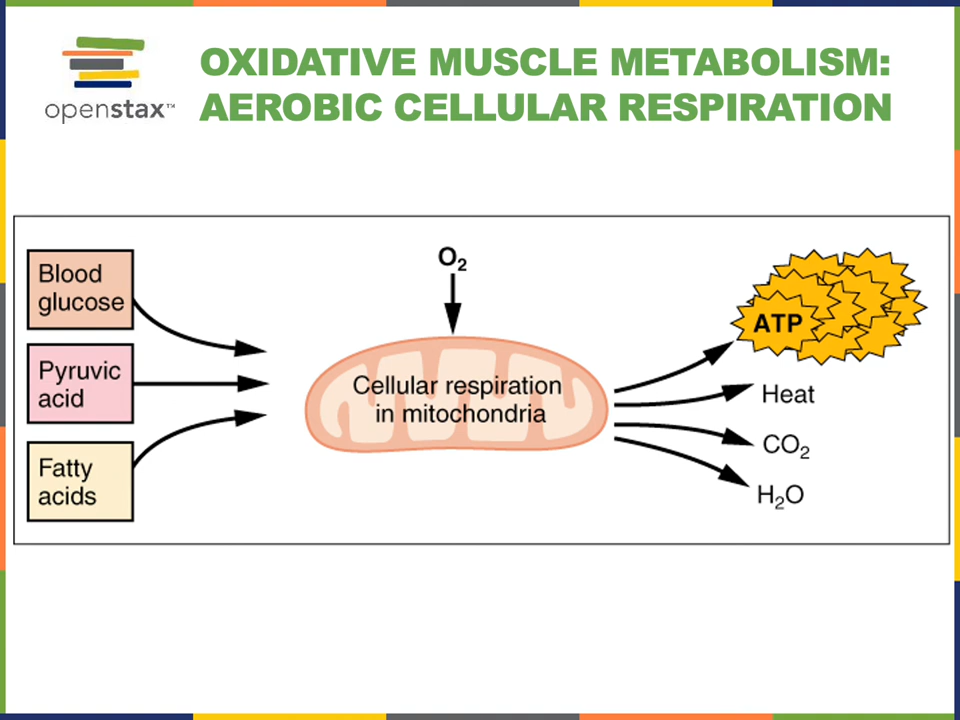 openstax™
OXIDATIVE MUSCLE METABOLISM:
AEROBIC CELLULAR RESPIRATION
Blood
glucose
Pyruvic
acid
Fatty
acids
O₂
Cellular respiration
in mitochondria
ATP
Heat
CO₂
H₂O